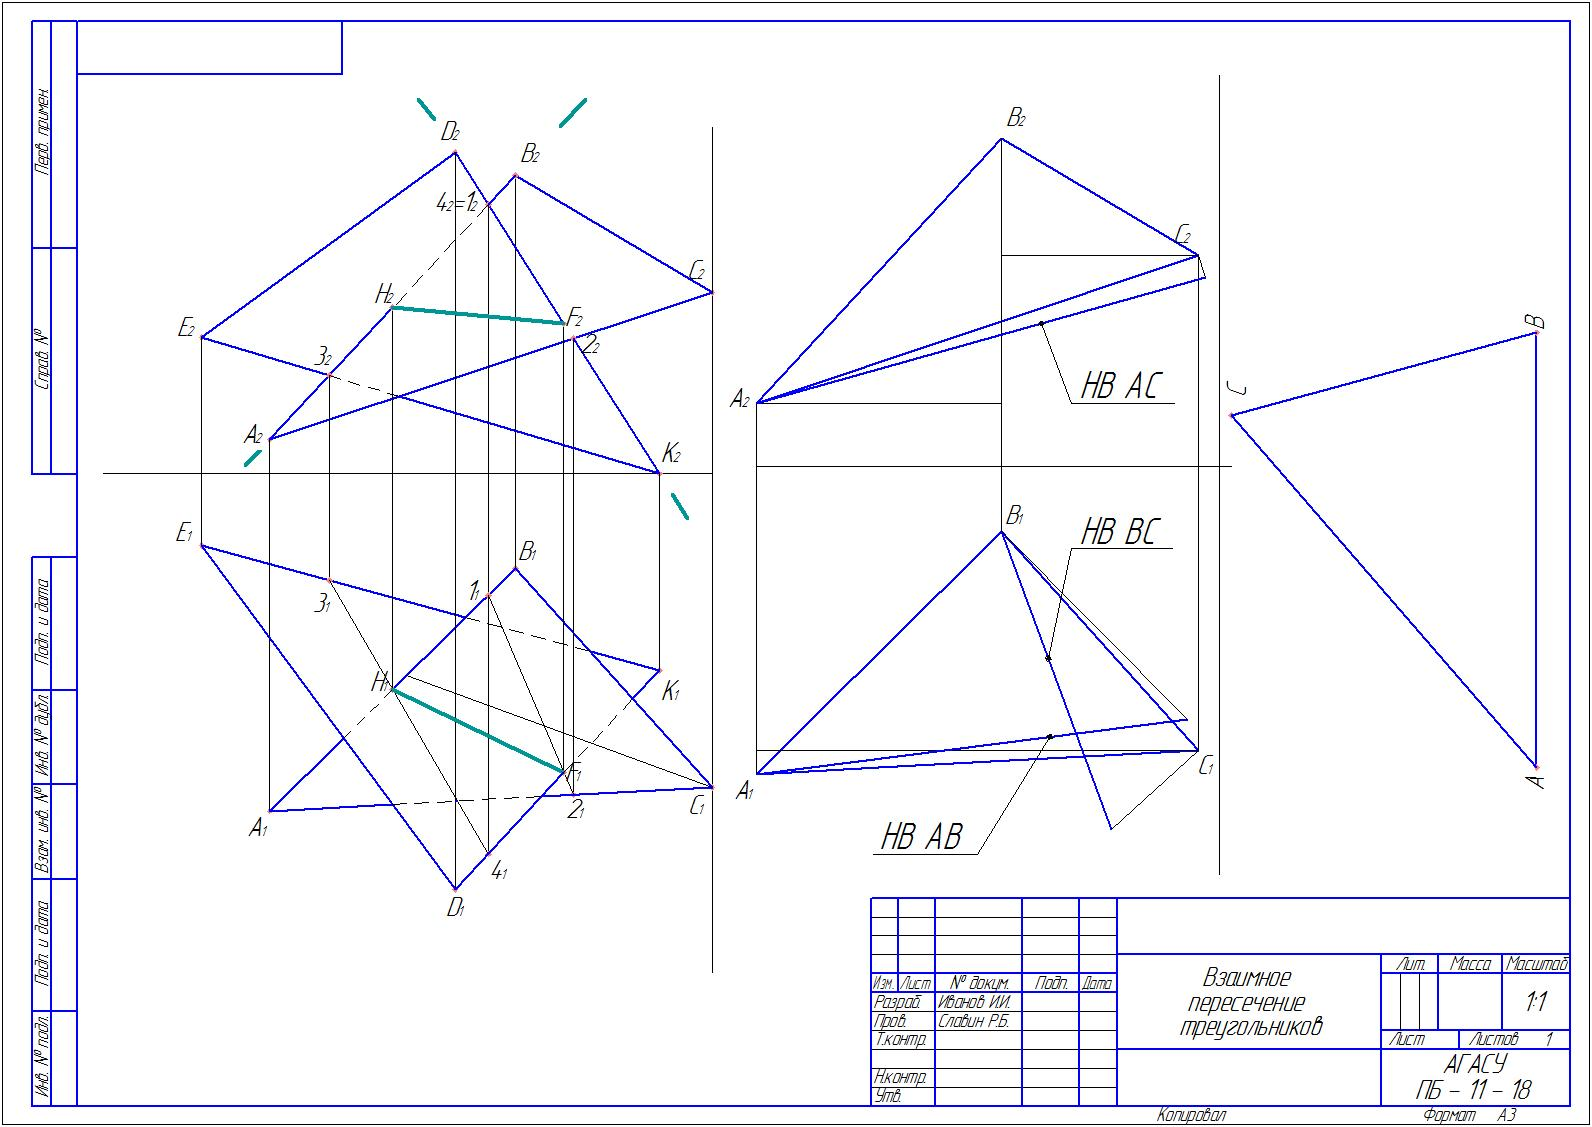 Перв. примен.
Справ. №
Подп. и дата
Инв. № дубл.
Взам. инв. №
Подп. и дата
Инв. № подл.
D2
B2
42=12
C2
H2
E2
F2
32
22
A2
K2
E1
B1
31
11
H1
K1
F1
A1
21
C1
41
D1
B2
C2
A2
НВ AC
B1
НВ BC
A1
C1
НВ AB
B
C
A
Взаимное
пересечение
треугольников
Лит. Масса Масштаб
1:1
Лист Листов 1
АГАСУ
ПБ - 11 - 18
Изм. Лист № докум. Подп. Дата
Разраб. Иванов И.И.
Пров. Славин Р.Б.
Т.контр.
Н.контр.
Утв.
Копировал Формат А3